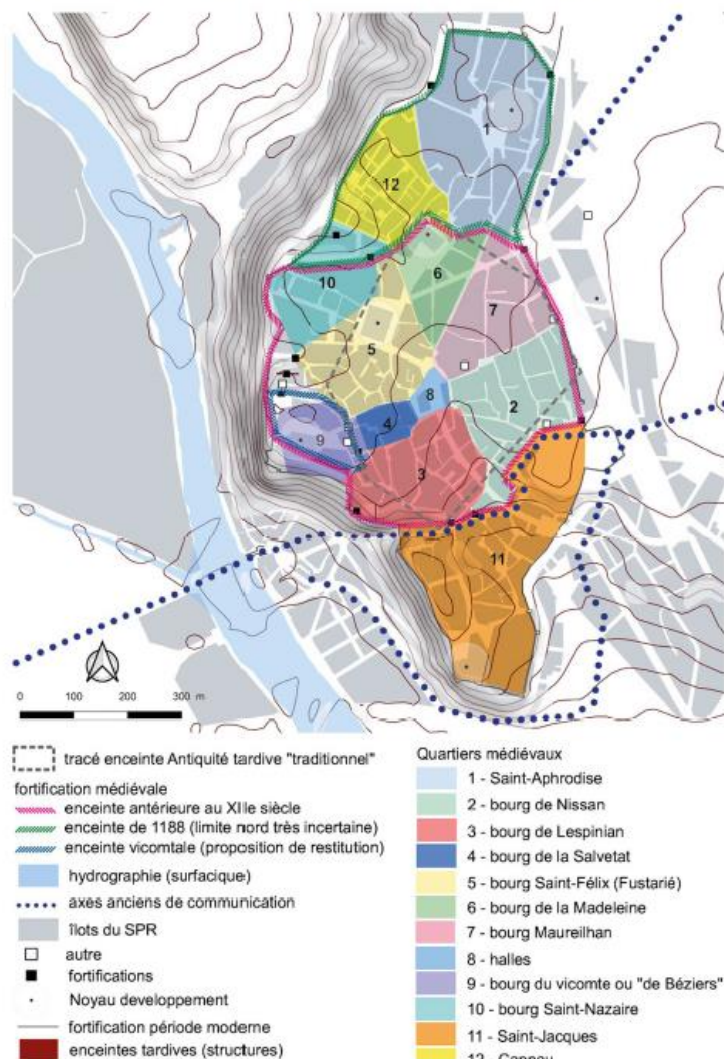 1
12
10
6
7
5
8
2
4
9
3
11
0 100 200 300 m
tracé enceinte Antiquité tardive "traditionnel"
fortification médiévale
enceinte antérieure au XIIIe siècle
enceinte de 1188 (limite nord très incertaine)
enceinte vicomtale (proposition de restitution)
hydrographie (surfacique)
axes anciens de communication
îlots du SPR
autre
fortifications
Noyau developpement
fortification période moderne
enceintes tardives (structures)
Quartiers médiévaux
1 - Saint-Aphrodise
2 - bourg de Nissan
3 - bourg de Lespinian
4 - bourg de la Salvetat
5 - bourg Saint-Félix (Fustarié)
6 - bourg de la Madeleine
7 - bourg Maureilhan
8 - halles
9 - bourg du vicomte ou "de Béziers"
10 - bourg Saint-Nazaire
11 - Saint-Jacques
12 -